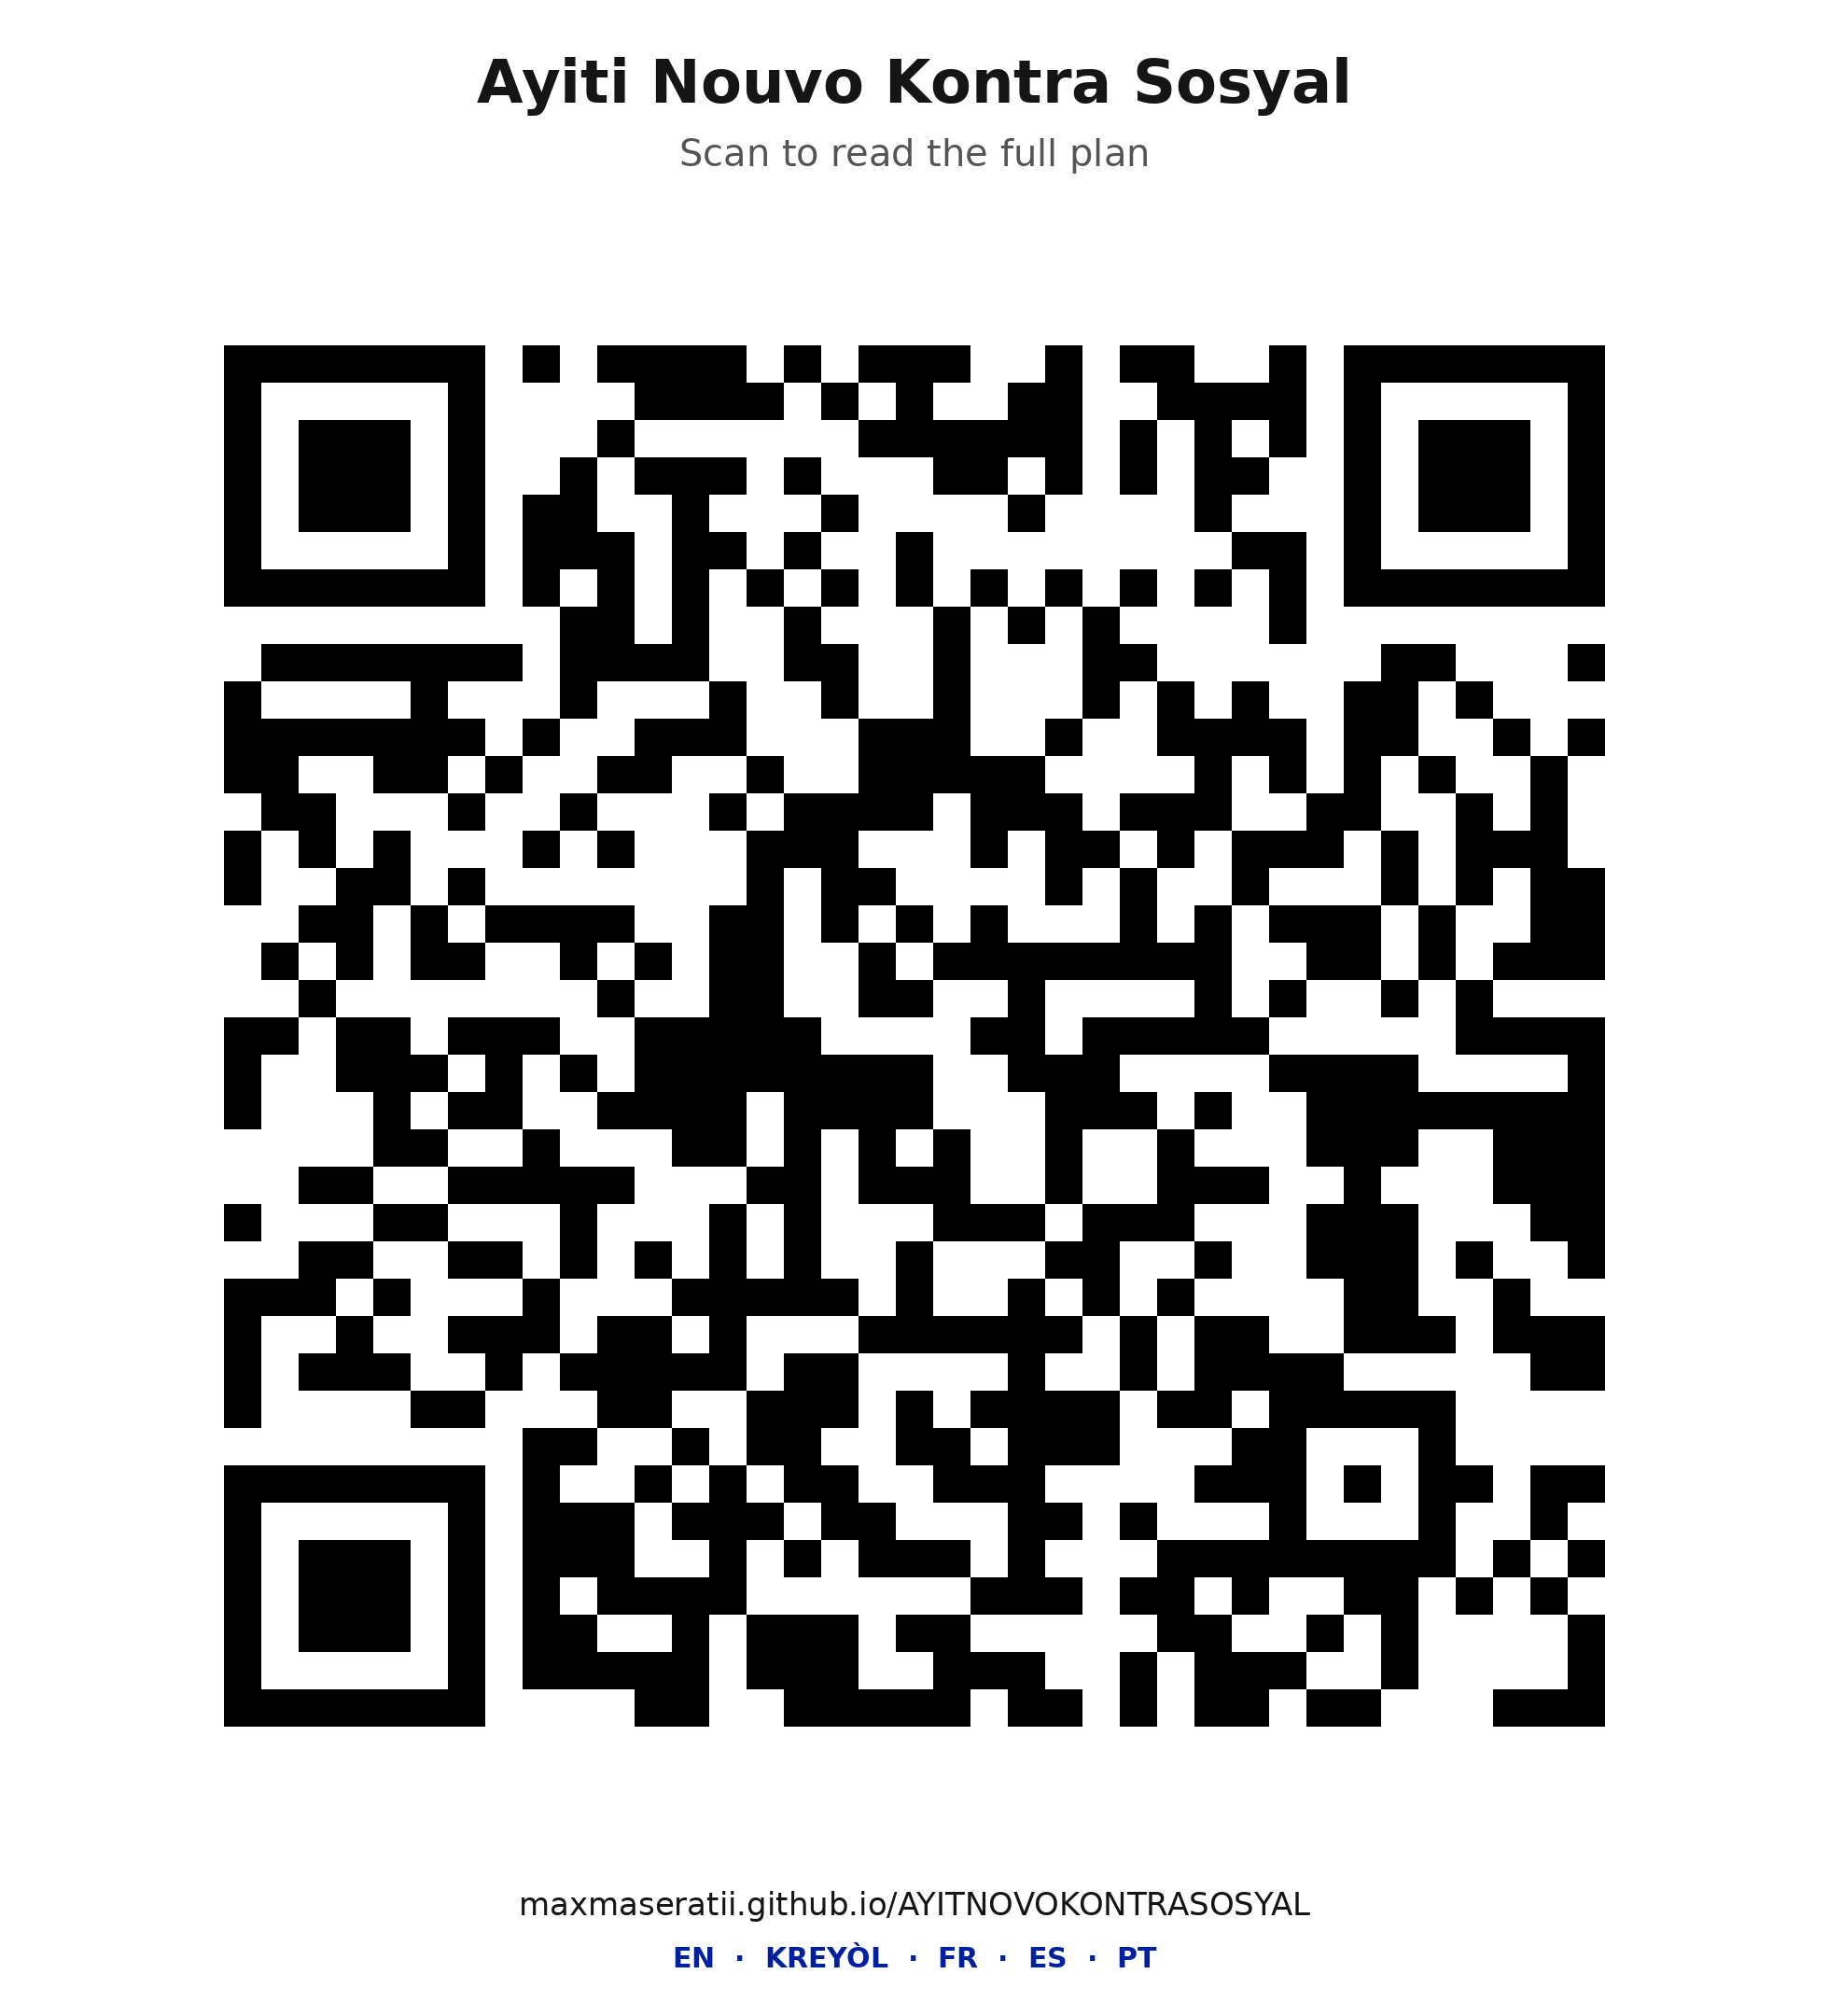 Ayiti Nouvo Kontra Sosyal
Scan to read the full plan
maxmaseratii.github.io/AYITNOVOKONTRASOSYAL
EN · KREYÒL · FR · ES · PT